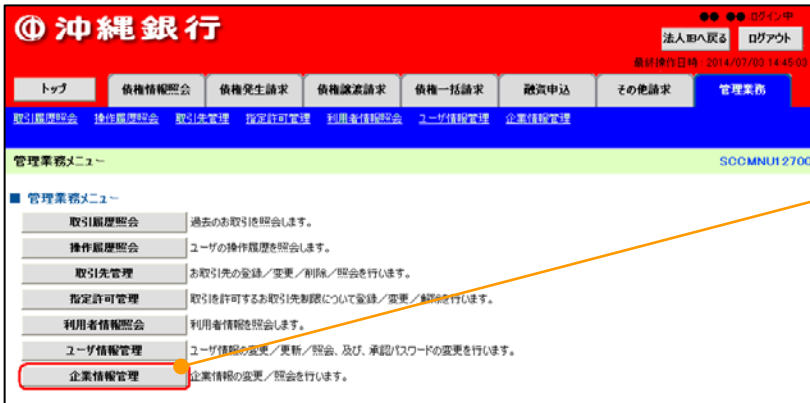 沖縄銀行
●● ●● ログイン中
法人IBへ戻る ログアウト
最終操作日時：2014/07/03 14:45:03
トップ 債権情報照会 債権発生請求 債権譲渡請求 債権一括請求 融資申込 その他請求 管理業務
取引履歴照会 操作履歴照会 取引先管理 指定許可管理 利用者情報照会 ユーザ情報管理 企業情報管理
管理業務メニュー SCCMNU12700
■ 管理業務メニュー
取引履歴照会 過去のお取引を照会します。
操作履歴照会 ユーザの操作履歴を照会します。
取引先管理 お取引先の登録／変更／削除／照会を行います。
指定許可管理 取引を許可するお取引先制限について登録／変更／解除を行います。
利用者情報照会 利用者情報を照会します。
ユーザ情報管理 ユーザ情報の変更／更新／照会、及び、承認パスワードの変更を行います。
企業情報管理 企業情報の変更／照会を行います。